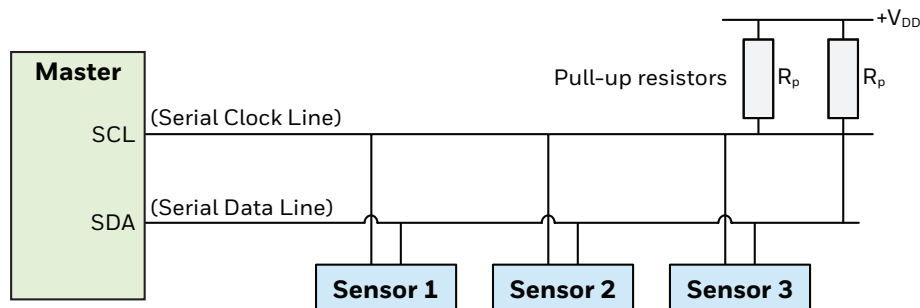 +VDD
Master
Pull-up resistors
Rp
Rp
(Serial Clock Line)
SCL
(Serial Data Line)
SDA
Sensor 1
Sensor 2
Sensor 3